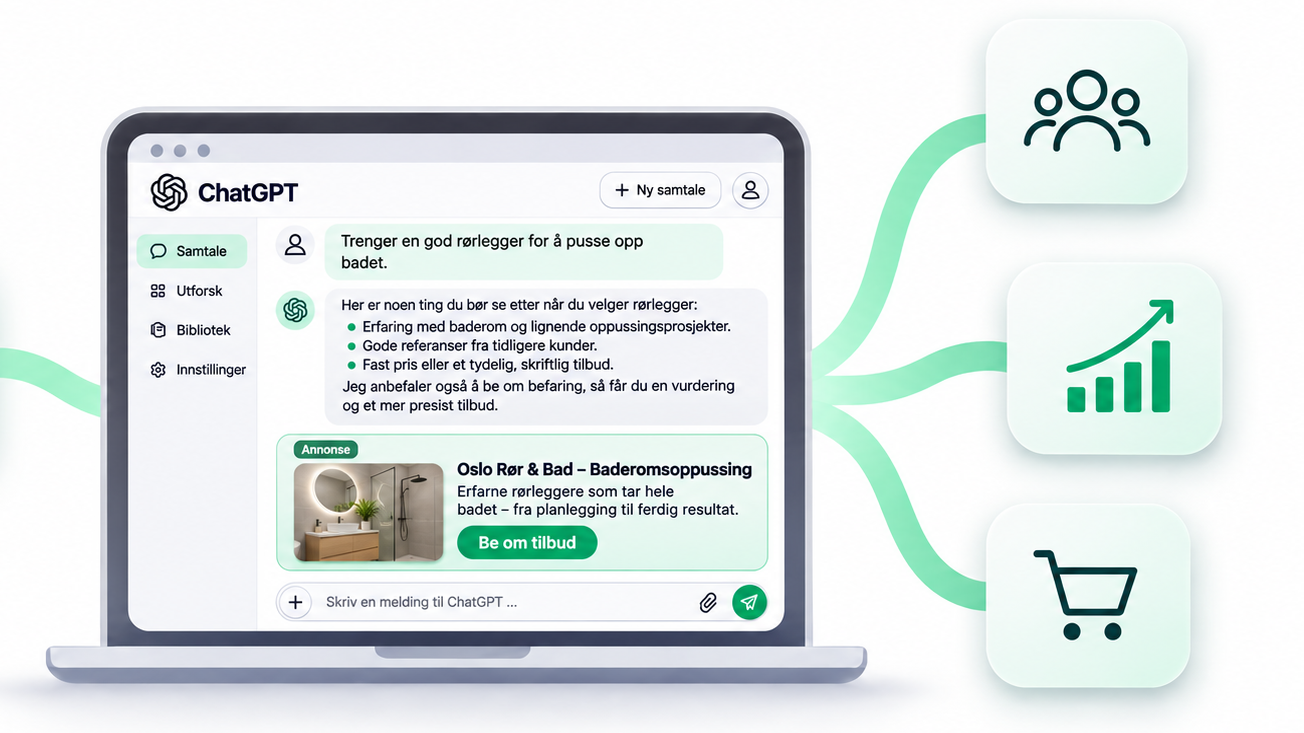 ChatGPT
+ Ny samtale
Samtale
Utforsk
Bibliotek
Innstillinger
Trenger en god rørlegger for å pusse opp
badet.
Her er noen ting du bør se etter når du velger rørlegger:
• Erfaring med baderom og lignende oppussingsprosjekter.
• Gode referanser fra tidligere kunder.
• Fast pris eller et tydelig, skriftlig tilbud.
Jeg anbefaler også å be om befaring, så får du en vurdering
og et mer presist tilbud.
Annonse
Oslo Rør & Bad – Baderomsoppussing
Erfarne rørleggere som tar hele
badet – fra planlegging til ferdig resultat.
Be om tilbud
Skriv en melding til ChatGPT ...